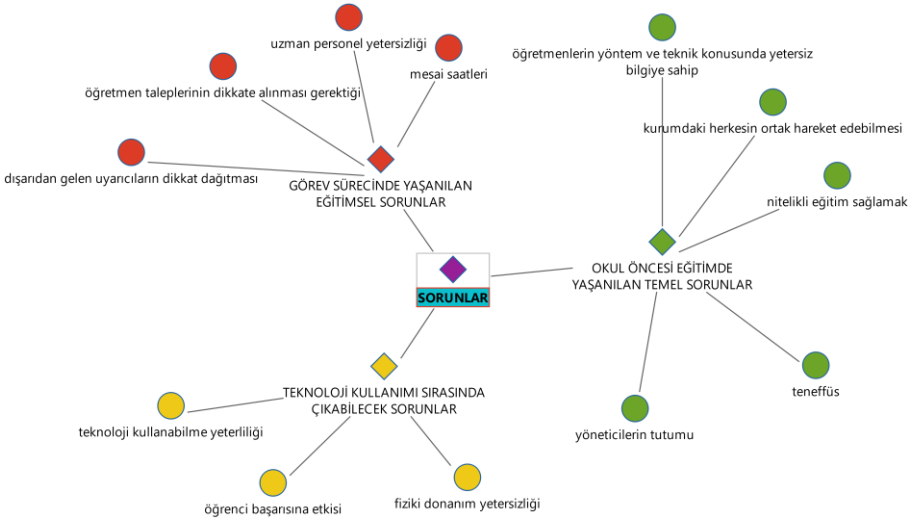 uzman personel yetersizliği
mesai saatleri
öğretmen taleplerinin dikkate alınması gerektiği
dışarıdan gelen uyarıcıların dikkat dağıtması
GÖREV SÜRECİNDE YAŞANILAN
EĞİTİMSEL SORUNLAR
öğretmenlerin yöntem ve teknik konusunda yetersiz
bilgiye sahip
kurumdaki herkesin ortak hareket edebilmesi
nitelikli eğitim sağlamak
OKUL ÖNCESİ EĞİTİMDE
YAŞANILAN TEMEL SORUNLAR
SORUNLAR
teneffüs
yöneticilerin tutumu
TEKNOLOJİ KULLANIMI SIRASINDA
ÇIKABİLECEK SORUNLAR
teknoloji kullanabilme yeterliliği
öğrenci başarısına etkisi
fiziki donanım yetersizliği